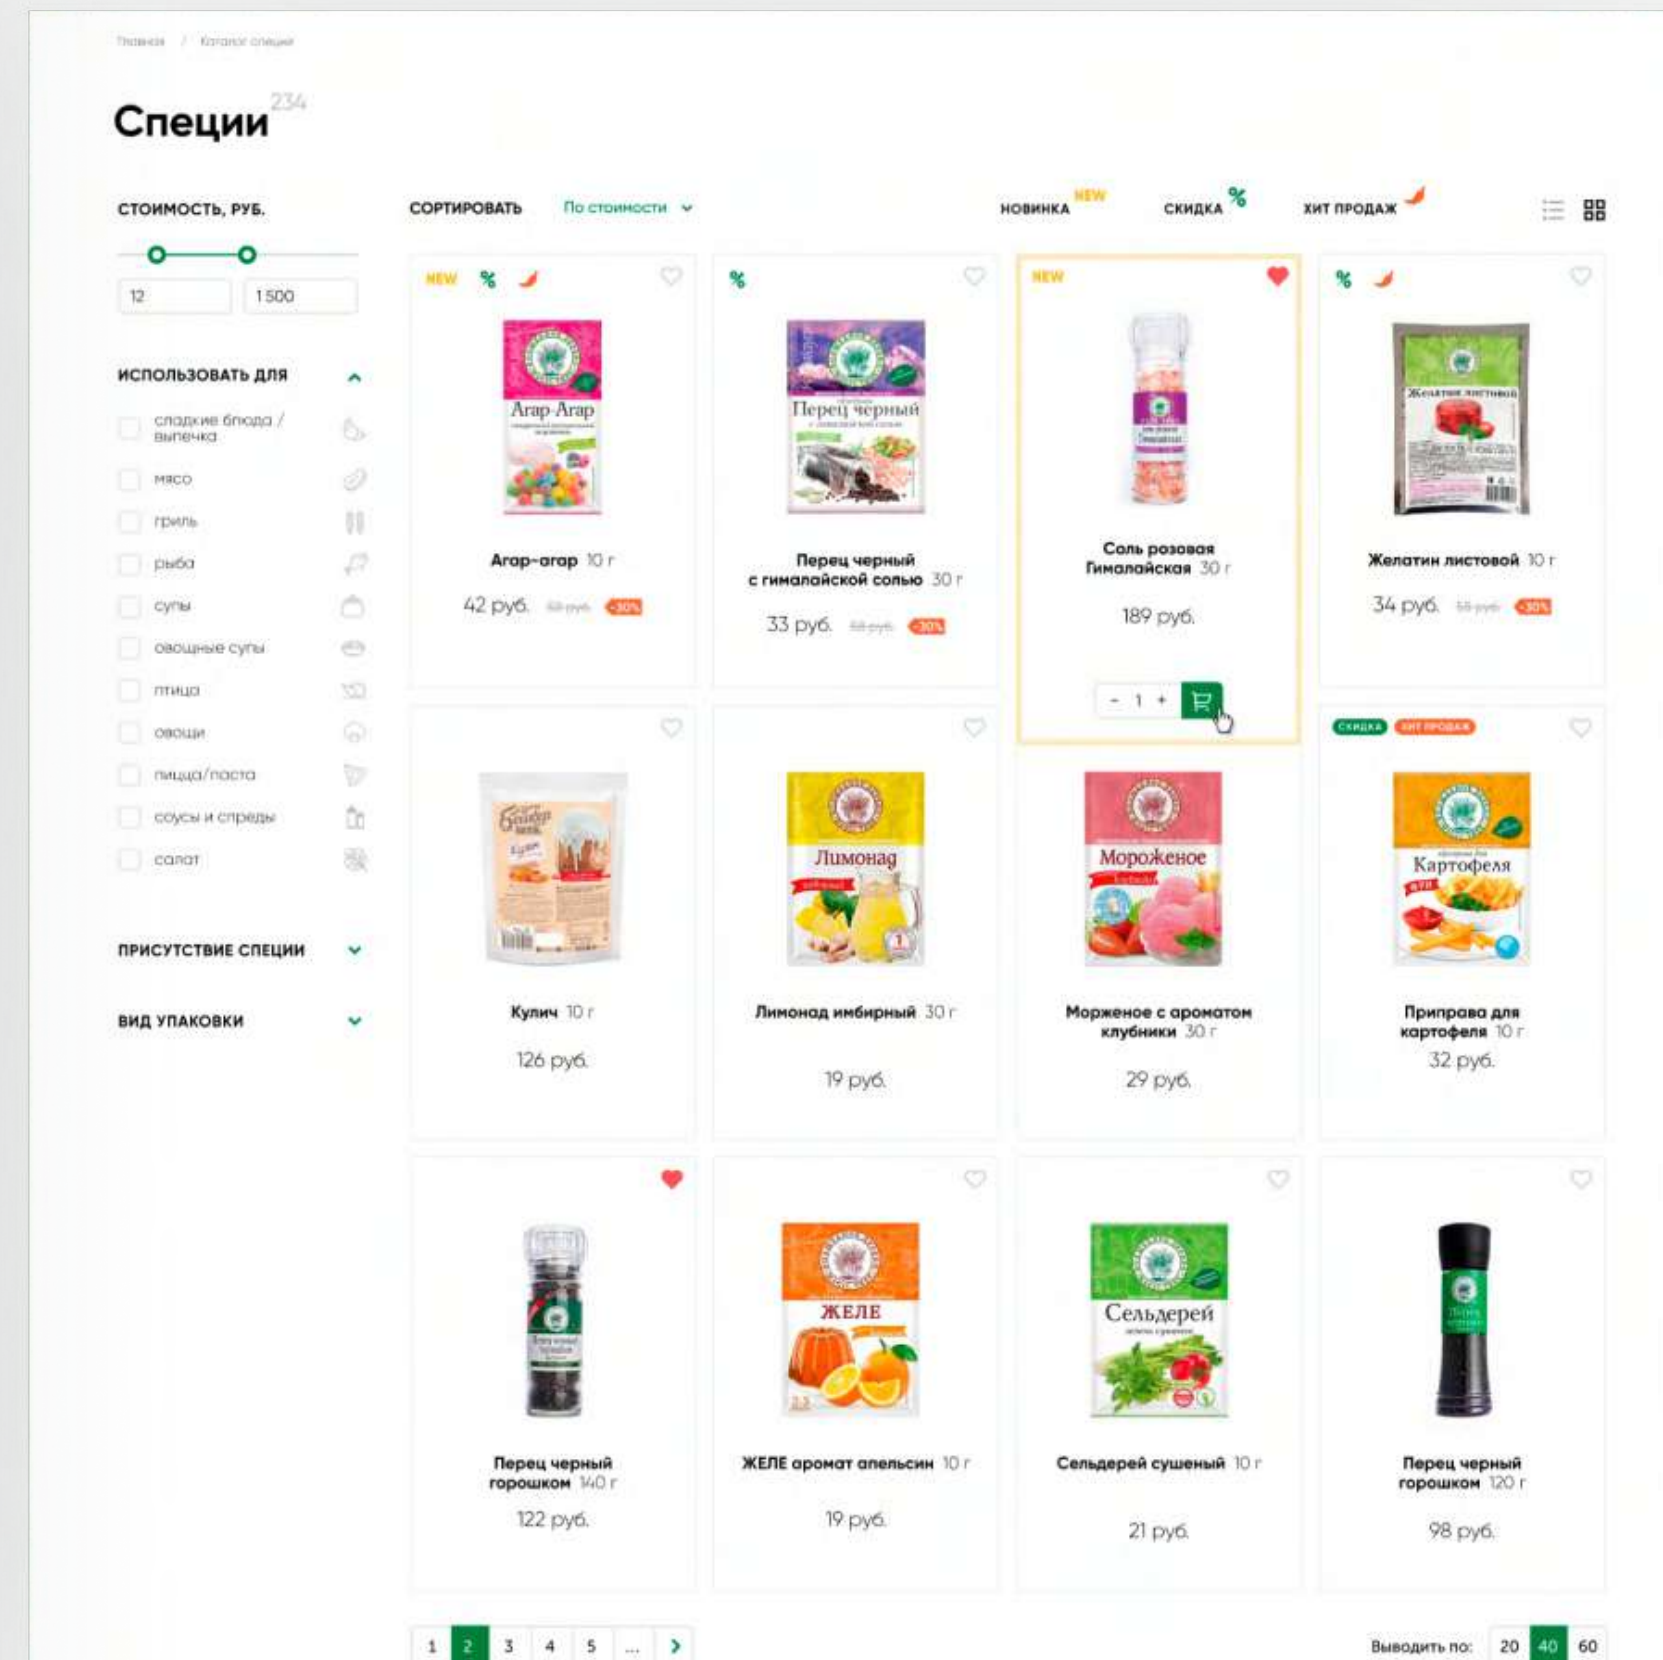 Главная / Каталог специи
Специи 234
СТОИМОСТЬ, РУБ.
12 1 500
ИСПОЛЬЗОВАТЬ ДЛЯ
сладкие блюда /
выпечка
мясо
гриль
рыба
супы
овощные супы
птица
овощи
пицца/паста
соусы и спреды
салат
ПРИСУТСТВИЕ СПЕЦИИ
ВИД УПАКОВКИ
СОРТИРОВАТЬ По стоимости
НОВИНКА NEW СКИДКА % ХИТ ПРОДАЖ
NEW %
Агар-Агар
Агар-агар 10 г
42 руб. -30%
%
Перец черный
с гималайской солью
Перец черный
с гималайской солью 30 г
33 руб. -30%
NEW
Соль розовая
Гималайская 30 г
189 руб.
- 1 +
%
Желатин листовой
Желатин листовой 10 г
34 руб. -30%
Кулич
Кулич 10 г
126 руб.
Лимонад
имбирный
Лимонад имбирный 30 г
19 руб.
Мороженое
клубника
Морженое с ароматом
клубники 30 г
29 руб.
СКИДКА ХИТ ПРОДАЖ
Картофеля
Приправа для
картофеля 10 г
32 руб.
Перец черный
горошком 140 г
122 руб.
ЖЕЛЕ
ЖЕЛЕ аромат апельсин 10 г
19 руб.
Сельдерей
Сельдерей сушеный 10 г
21 руб.
Перец черный
горошком 120 г
98 руб.
1 2 3 4 5 ...
Выводить по: 20 40 60